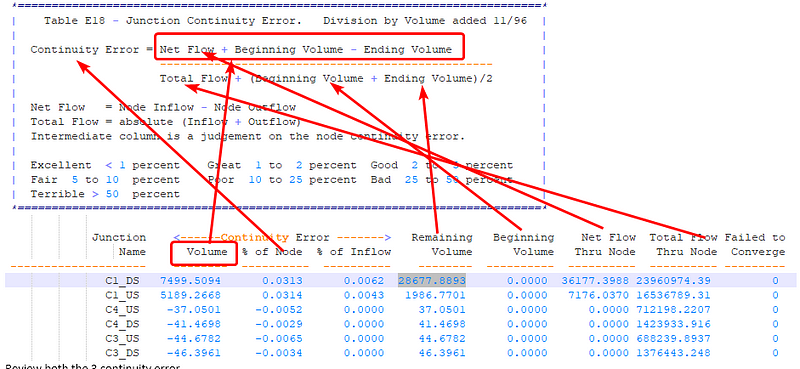 Table E18 - Junction Continuity Error. Division by Volume added 11/96
Continuity Error = Net Flow + Beginning Volume - Ending Volume
Total Flow + (Beginning Volume + Ending Volume)/2
Net Flow = Node Inflow - Node Outflow
Total Flow = absolute (Inflow + Outflow)
Intermediate column is a judgement on the node continuity error.
Excellent < 1 percent Great 1 to 2 percent Good 2 to 5 percent
Fair 5 to 10 percent Poor 10 to 25 percent Bad 25 to 50 percent
Terrible > 50 percent
Junction <------Continuity Error -------> Remaining Beginning Net Flow Total Flow Failed to
Name Volume % of Node % of Inflow Volume Volume Thru Node Thru Node Converge
C1_DS 7499.5094 0.0313 0.0062 28677.8893 0.0000 36177.3988 23960974.39 0
C1_US 5189.2668 0.0314 0.0043 1986.7701 0.0000 7176.0370 16536789.31 0
C4_US -37.0501 -0.0052 0.0000 37.0501 0.0000 0.0000 712198.2207 0
C4_DS -41.4698 -0.0029 0.0000 41.4698 0.0000 0.0000 1423933.916 0
C3_US -44.6782 -0.0065 0.0000 44.6782 0.0000 0.0000 688239.8937 0
C3_DS -46.3961 -0.0034 0.0000 46.3961 0.0000 0.0000 1376443.248 0
Review both the 3 continuity error